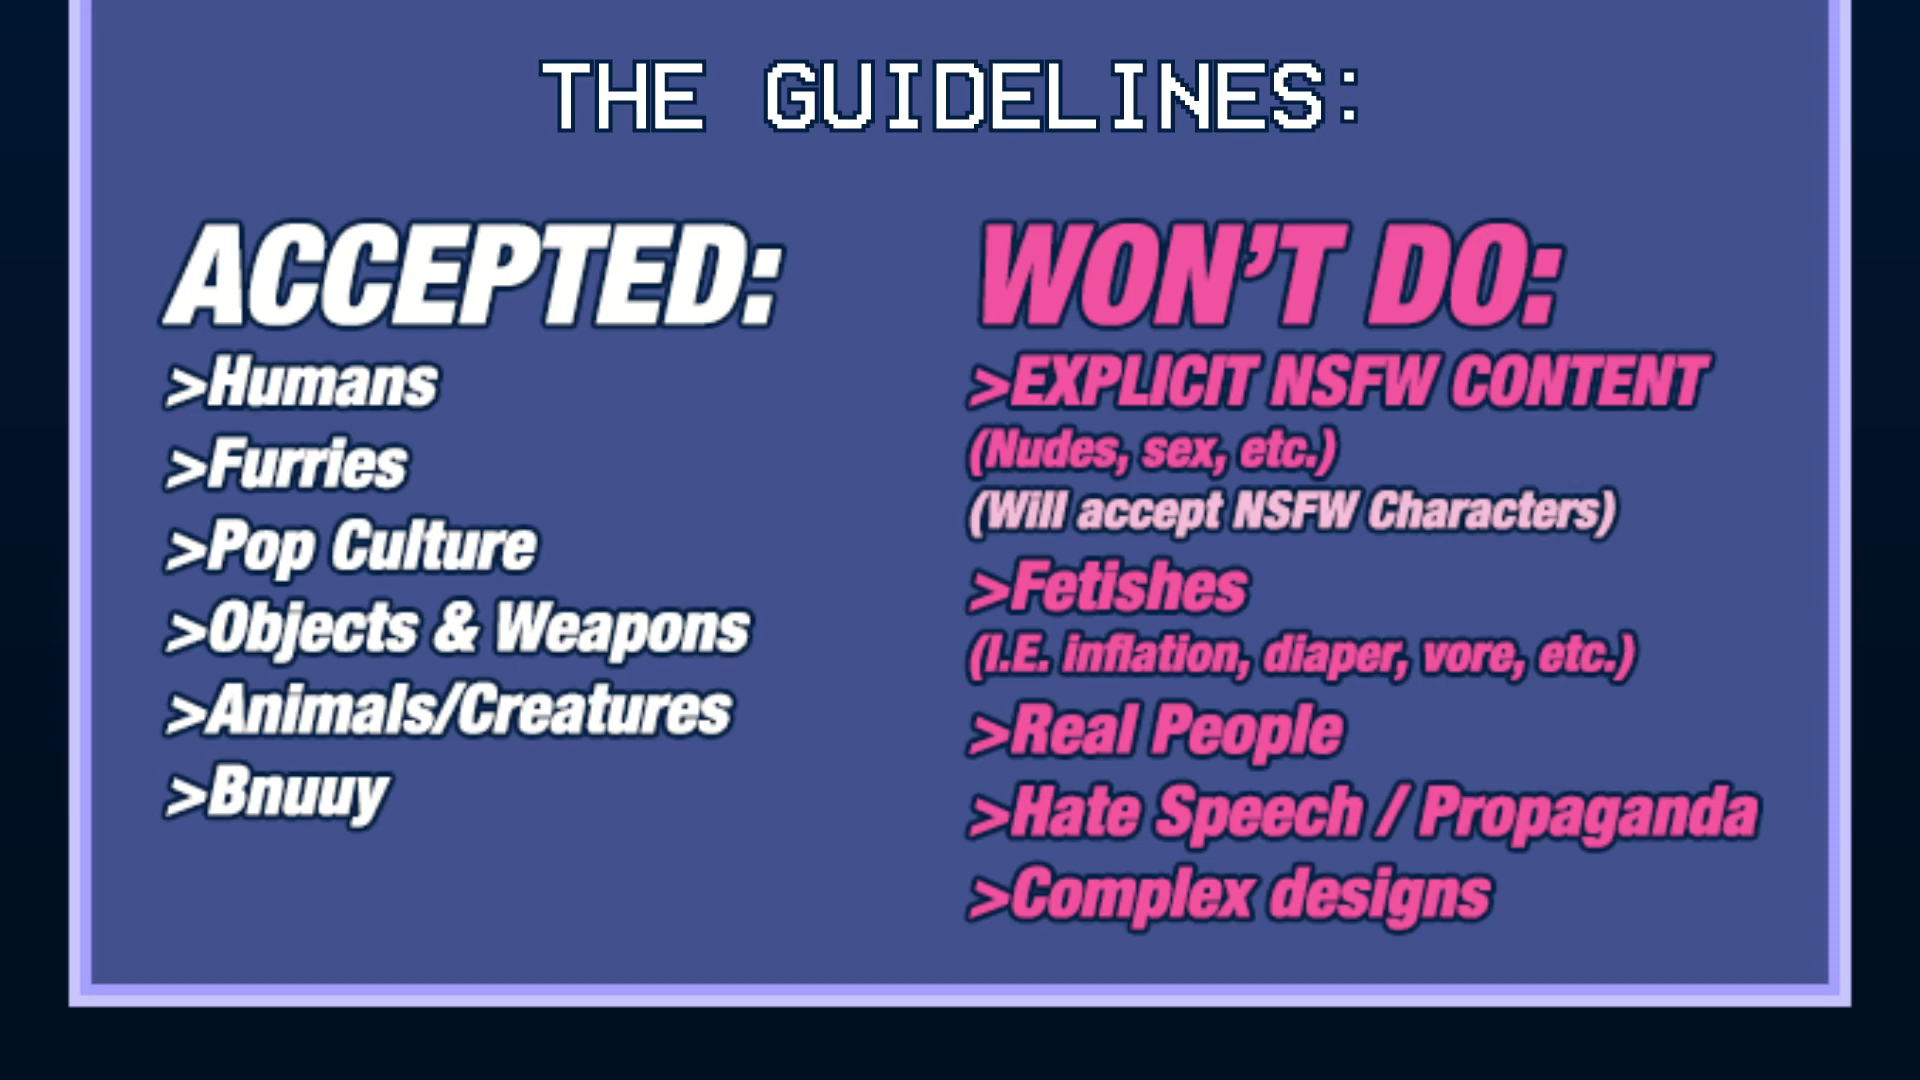 THE GUIDELINES:
ACCEPTED:
>Humans
>Furries
>Pop Culture
>Objects & Weapons
>Animals/Creatures
>Bnuuy
WON'T DO:
>EXPLICIT NSFW CONTENT
(Nudes, sex, etc.)
(Will accept NSFW Characters)
>Fetishes
(I.E. inflation, diaper, vore, etc.)
>Real People
>Hate Speech / Propaganda
>Complex designs